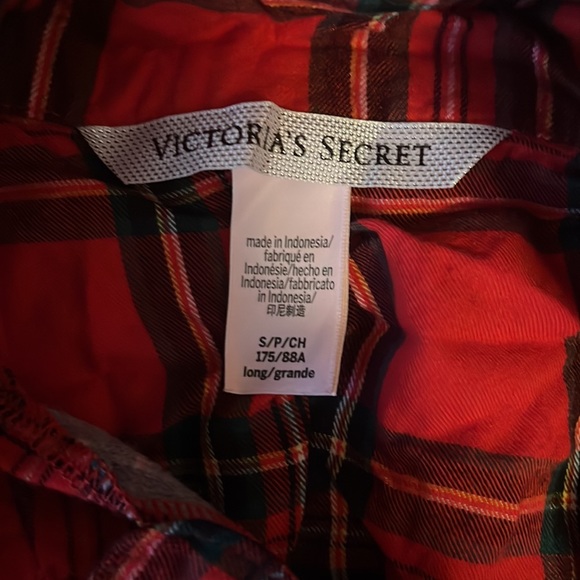 VICTORIA'S SECRET
made in Indonesia/
fabriqué en
Indonésie/hecho en
Indonesia/fabbricato
in Indonesia/
印尼制造
S/P/CH
175/88A
long/grande